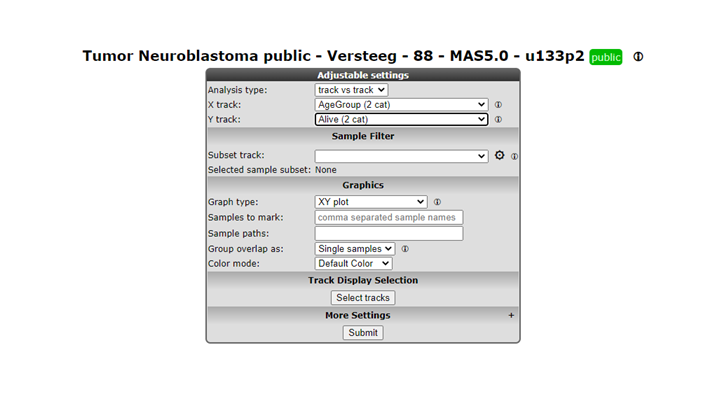 Tumor Neuroblastoma public - Versteeg - 88 - MAS5.0 - u133p2 public
Adjustable settings
Analysis type: track vs track
X track: AgeGroup (2 cat)
Y track: Alive (2 cat)
Sample Filter
Subset track:
Selected sample subset: None
Graphics
Graph type: XY plot
Samples to mark: comma separated sample names
Sample paths:
Group overlap as: Single samples
Color mode: Default Color
Track Display Selection
Select tracks
More Settings +
Submit